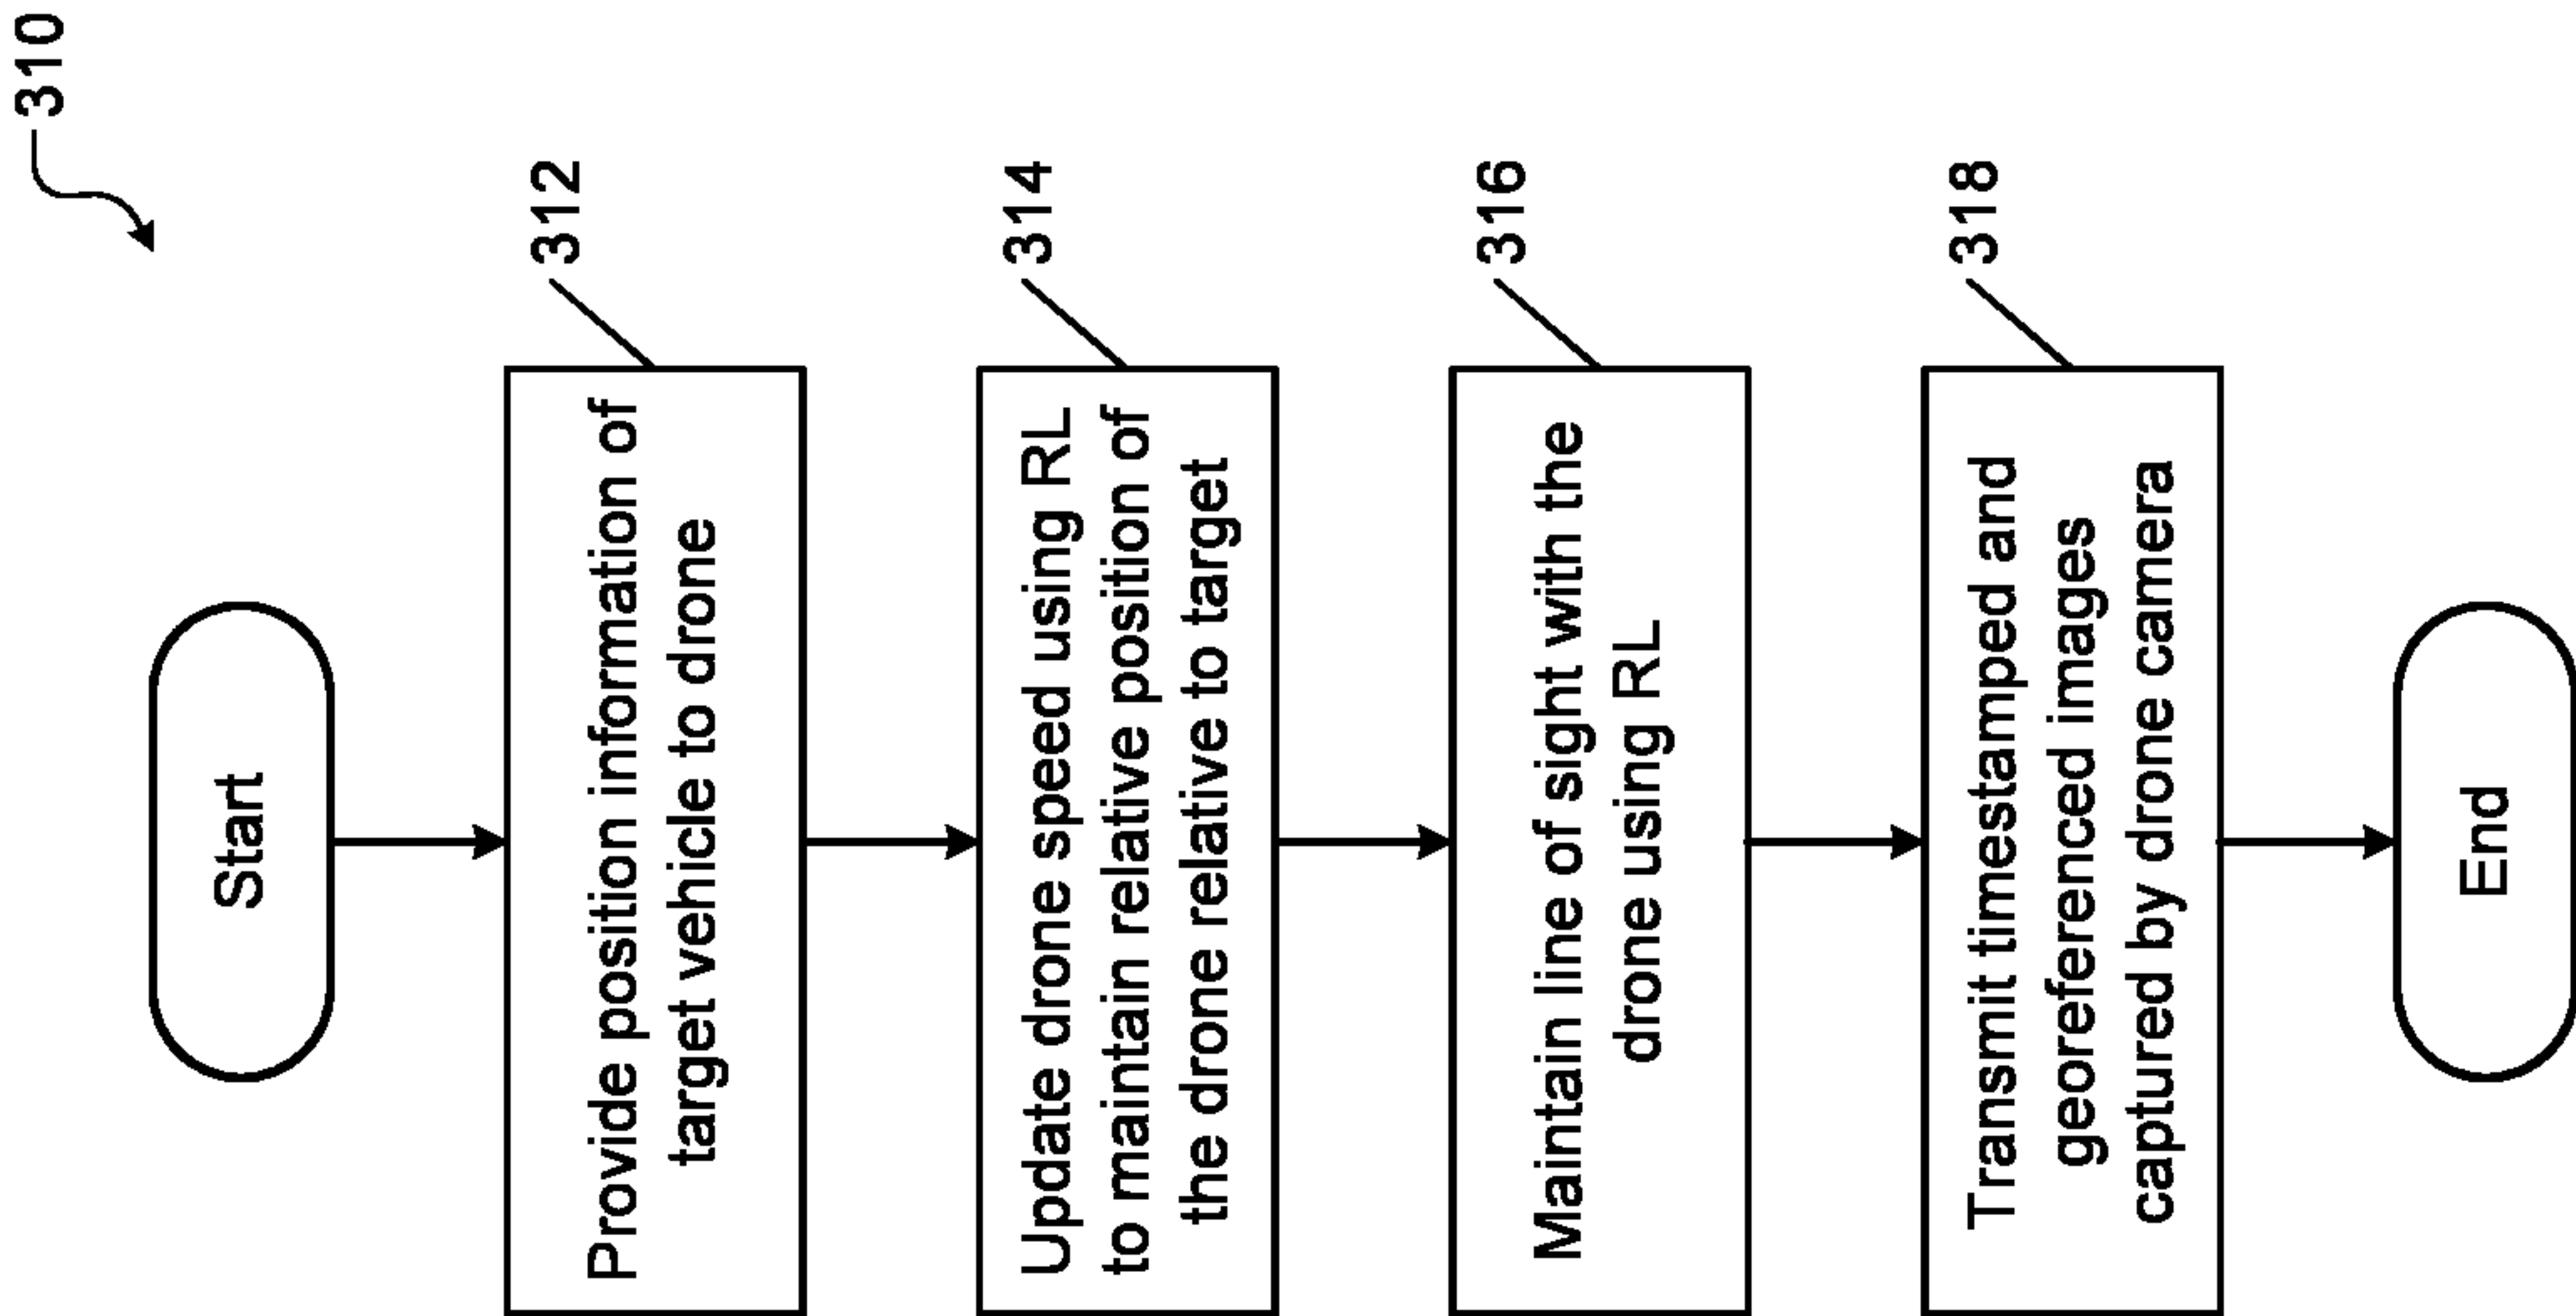 310
Start
Provide position information of
target vehicle to drone
312
Update drone speed using RL
to maintain relative position of
the drone relative to target
314
Maintain line of sight with the
drone using RL
316
Transmit timestamped and
georeferenced images
captured by drone camera
318
End